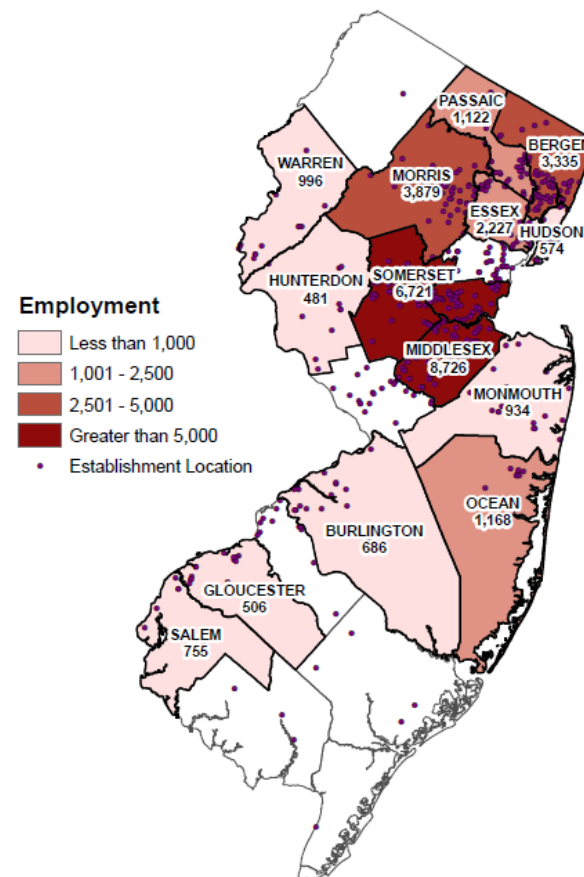 PASSAIC
1,122
BERGEN
3,335
WARREN
996
MORRIS
3,879
ESSEX
2,227
HUDSON
574
SOMERSET
6,721
HUNTERDON
481
Employment
Less than 1,000
1,001 - 2,500
2,501 - 5,000
Greater than 5,000
Establishment Location
MIDDLESEX
8,726
MONMOUTH
934
OCEAN
1,168
BURLINGTON
686
GLOUCESTER
506
SALEM
755